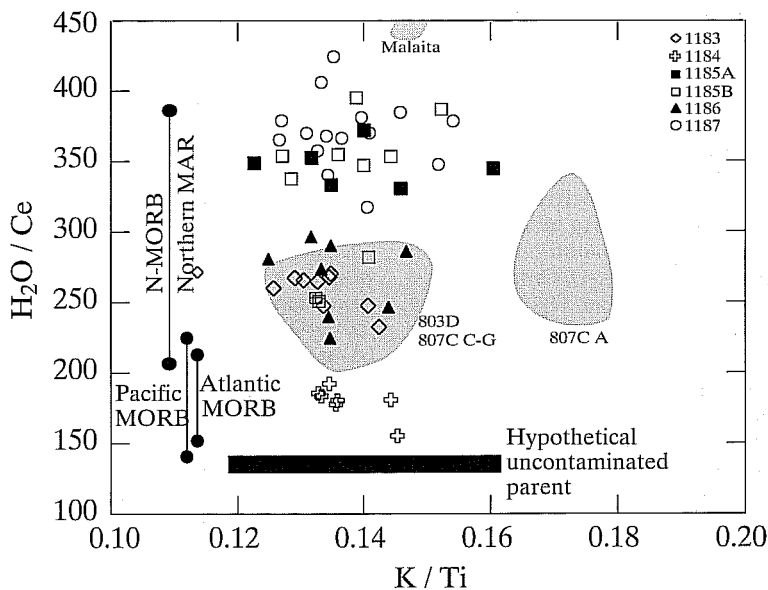 450
400
350
300
250
200
150
100
H₂O / Ce
0.10
0.12
0.14
0.16
0.18
0.20
K / Ti
Malaita
1183
1184
1185A
1185B
1186
1187
N-MORB
Northern MAR
Pacific
MORB
Atlantic
MORB
803D
807C C-G
807C A
Hypothetical
uncontaminated
parent